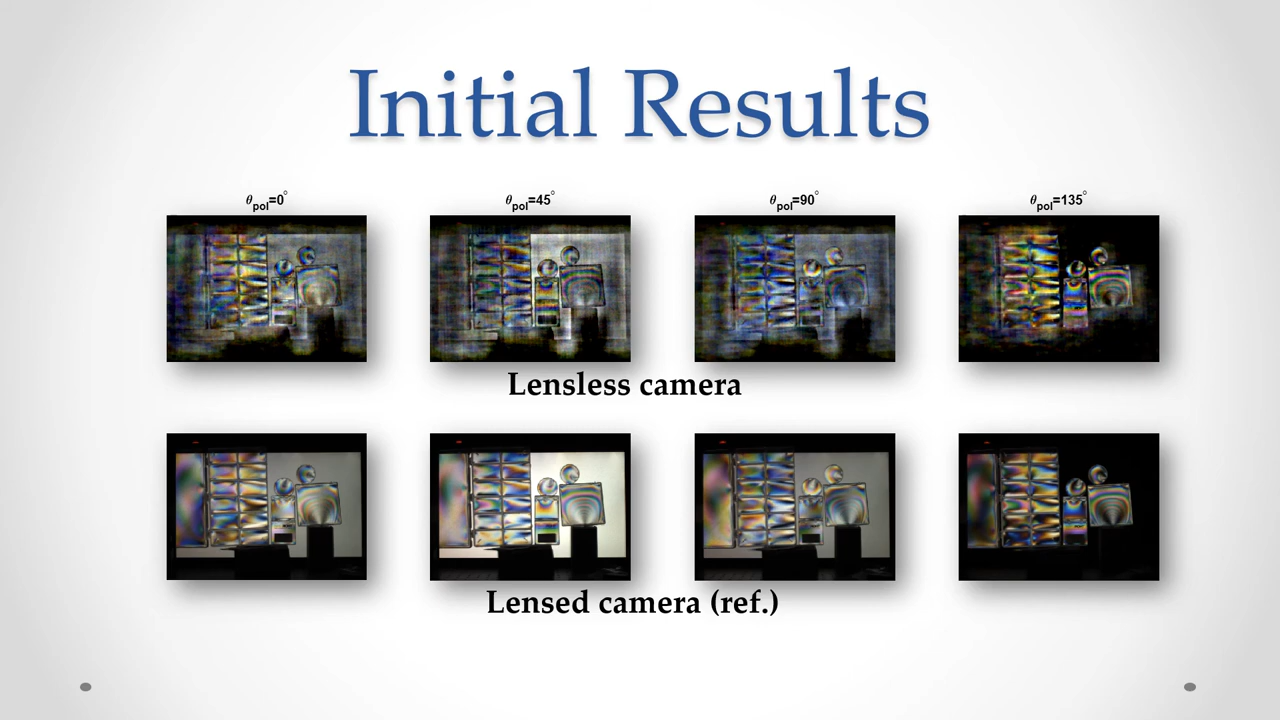 Initial Results
θpol=0° θpol=45° θpol=90° θpol=135°
Lensless camera
Lensed camera (ref.)